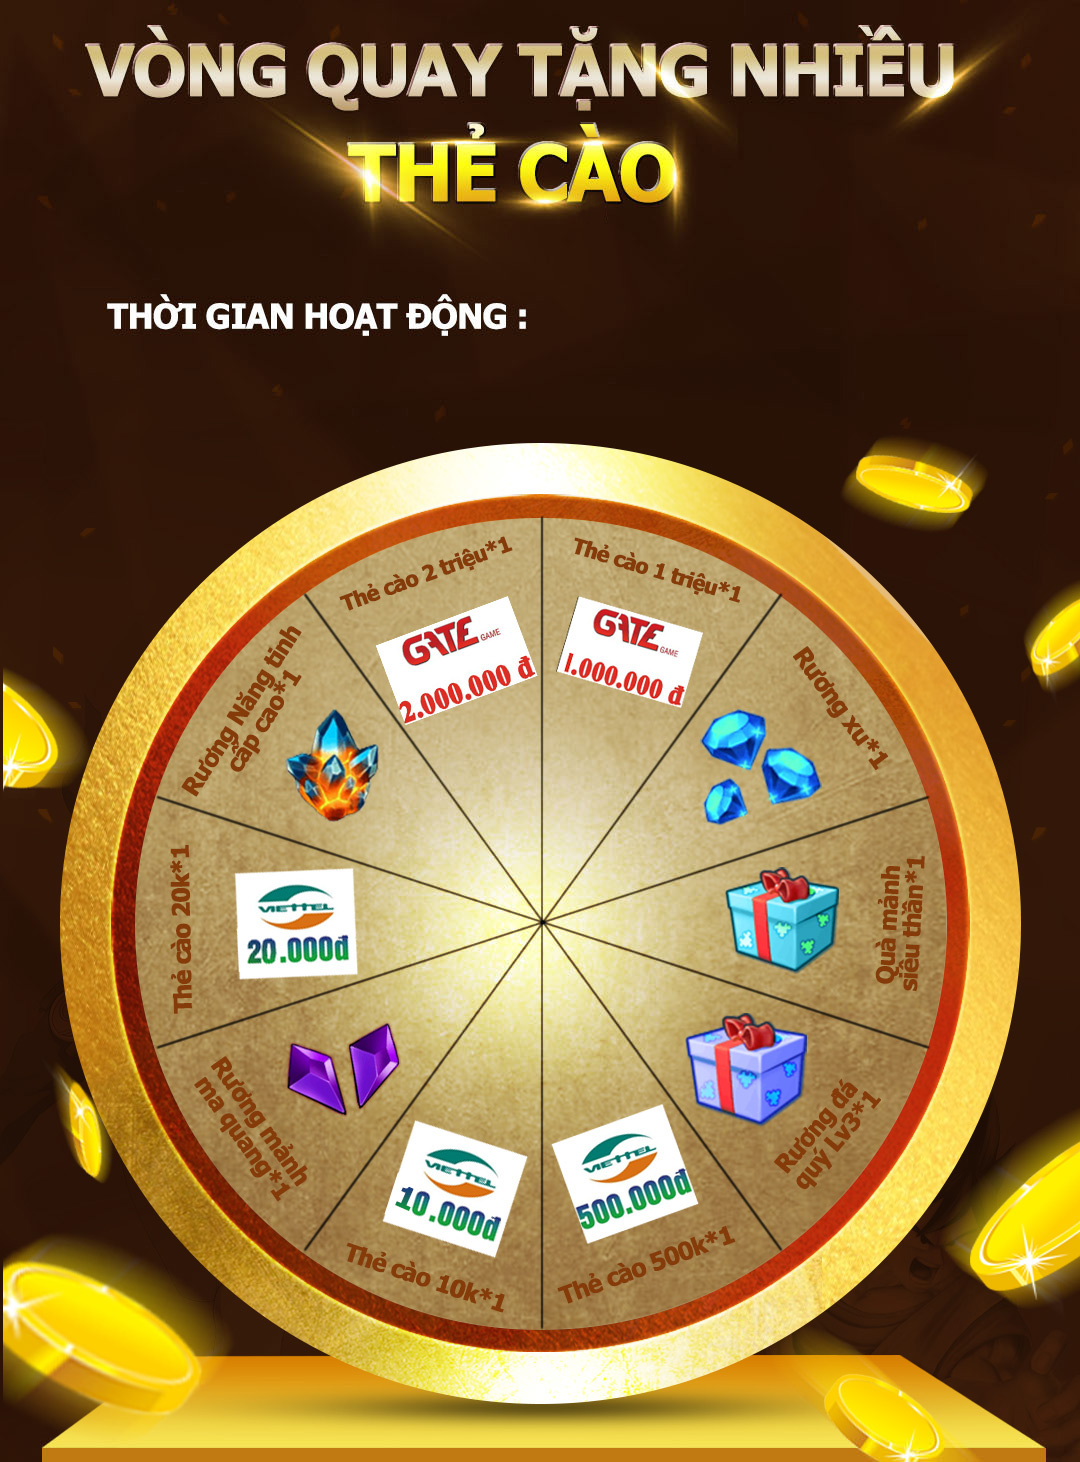 VÒNG QUAY TẶNG NHIỀU
THẺ CÀO
THỜI GIAN HOẠT ĐỘNG :
Thẻ cào 2 triệu*1
GATE GAME
2.000.000 đ
Thẻ cào 1 triệu*1
GATE GAME
1.000.000 đ
Rương xu*1
Quà mảnh
siêu thần*1
Rương đá
quý Lv3*1
Thẻ cào 500k*1
VIETTEL
500.000đ
Thẻ cào 10k*1
VIETTEL
10.000đ
Rương mảnh
ma quang*1
Thẻ cào 20k*1
VIETTEL
20.000đ
Rương Năng tinh
cấp cao*1